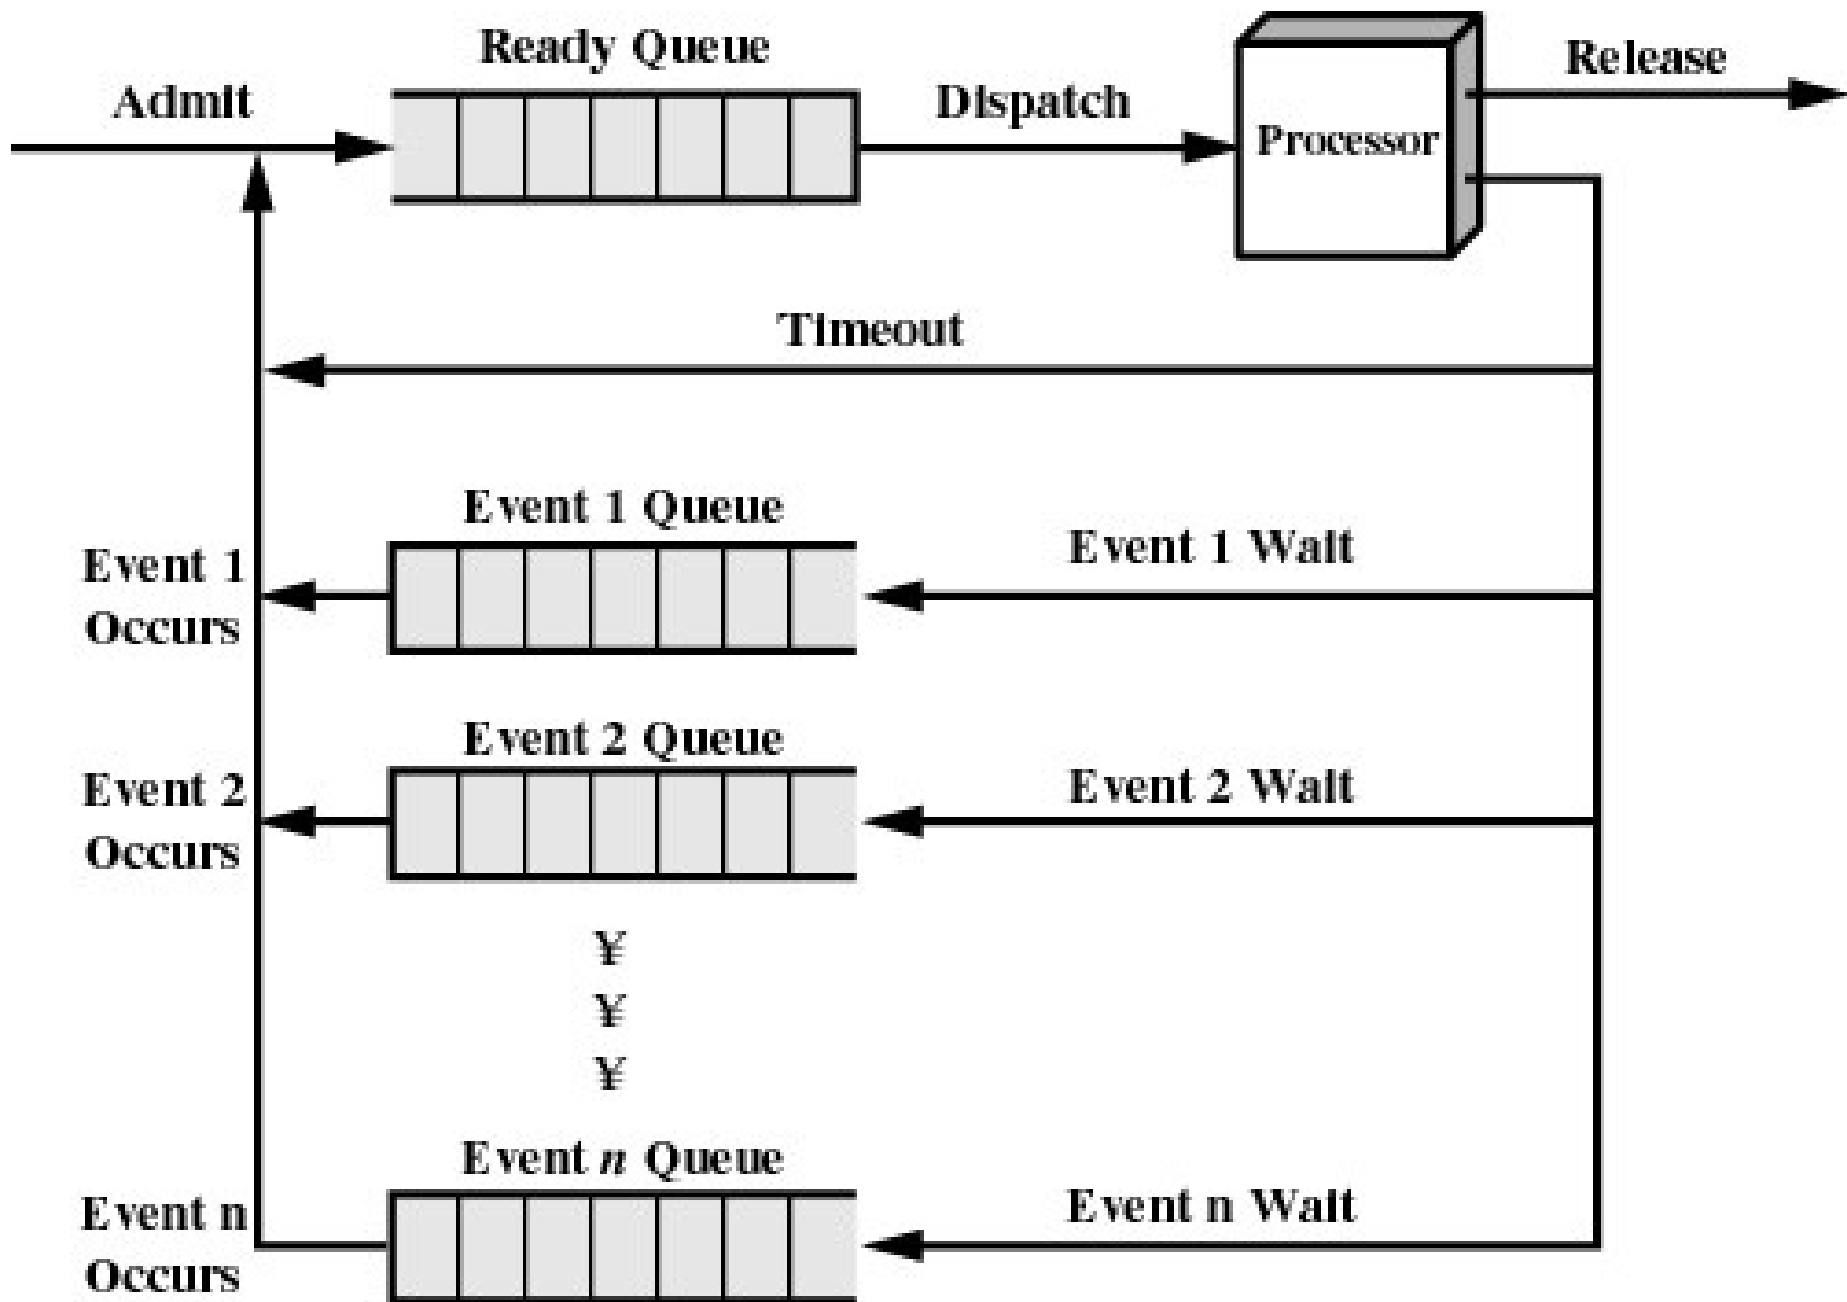 Ready Queue
Release
Admit
Dispatch
Processor
Timeout
Event 1 Queue
Event 1 Wait
Event 1
Occurs
Event 2 Queue
Event 2 Wait
Event 2
Occurs
¥
¥
¥
Event n Queue
Event n Wait
Event n
Occurs